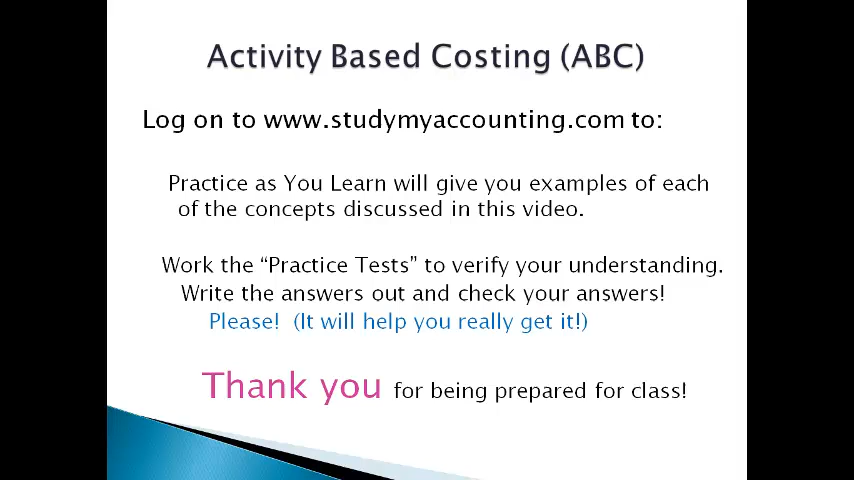 Activity Based Costing (ABC)
Log on to www.studymyaccounting.com to:
Practice as You Learn will give you examples of each
of the concepts discussed in this video.
Work the “Practice Tests” to verify your understanding.
Write the answers out and check your answers!
Please!  (It will help you really get it!)
Thank you for being prepared for class!